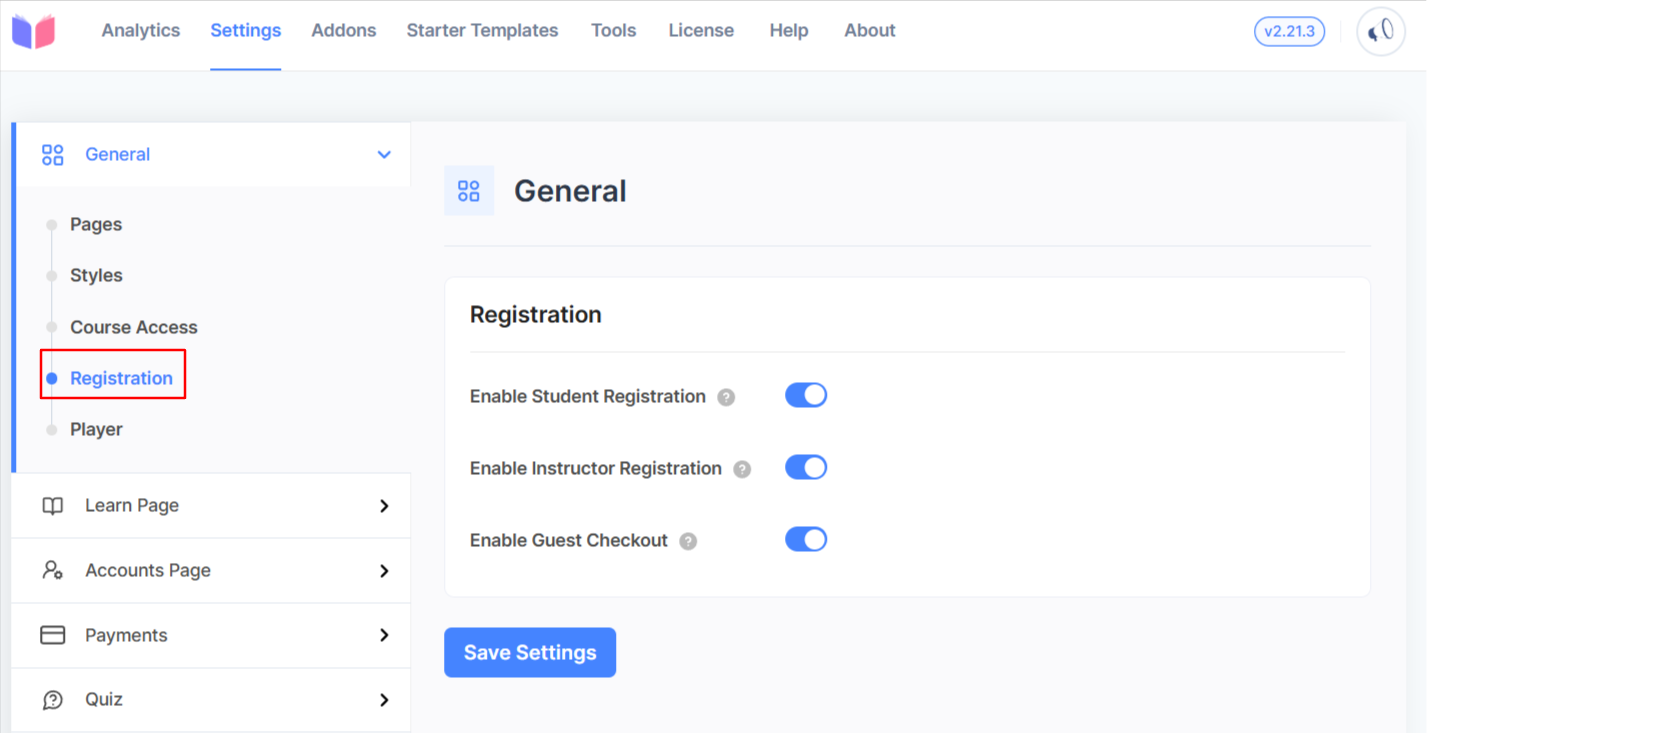 Analytics Settings Addons Starter Templates Tools License Help About v2.21.3
General
Pages
Styles
Course Access
Registration
Player
Learn Page
Accounts Page
Payments
Quiz
General
Registration
Enable Student Registration ?
Enable Instructor Registration ?
Enable Guest Checkout ?
Save Settings